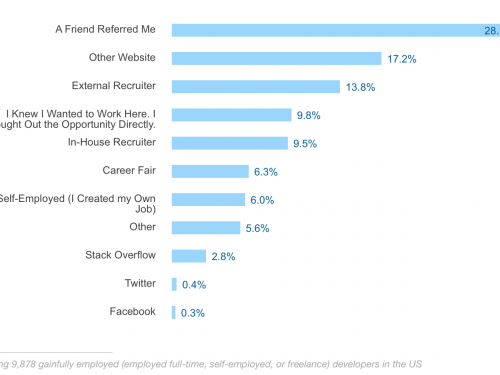 A Friend Referred Me 28.
Other Website 17.2%
External Recruiter 13.8%
I Knew I Wanted to Work Here. I
Out the Opportunity Directly. 9.8%
In-House Recruiter 9.5%
Career Fair 6.3%
Self-Employed (I Created my Own
Job) 6.0%
Other 5.6%
Stack Overflow 2.8%
Twitter 0.4%
Facebook 0.3%
9,878 gainfully employed (employed full-time, self-employed, or freelance) developers in the US